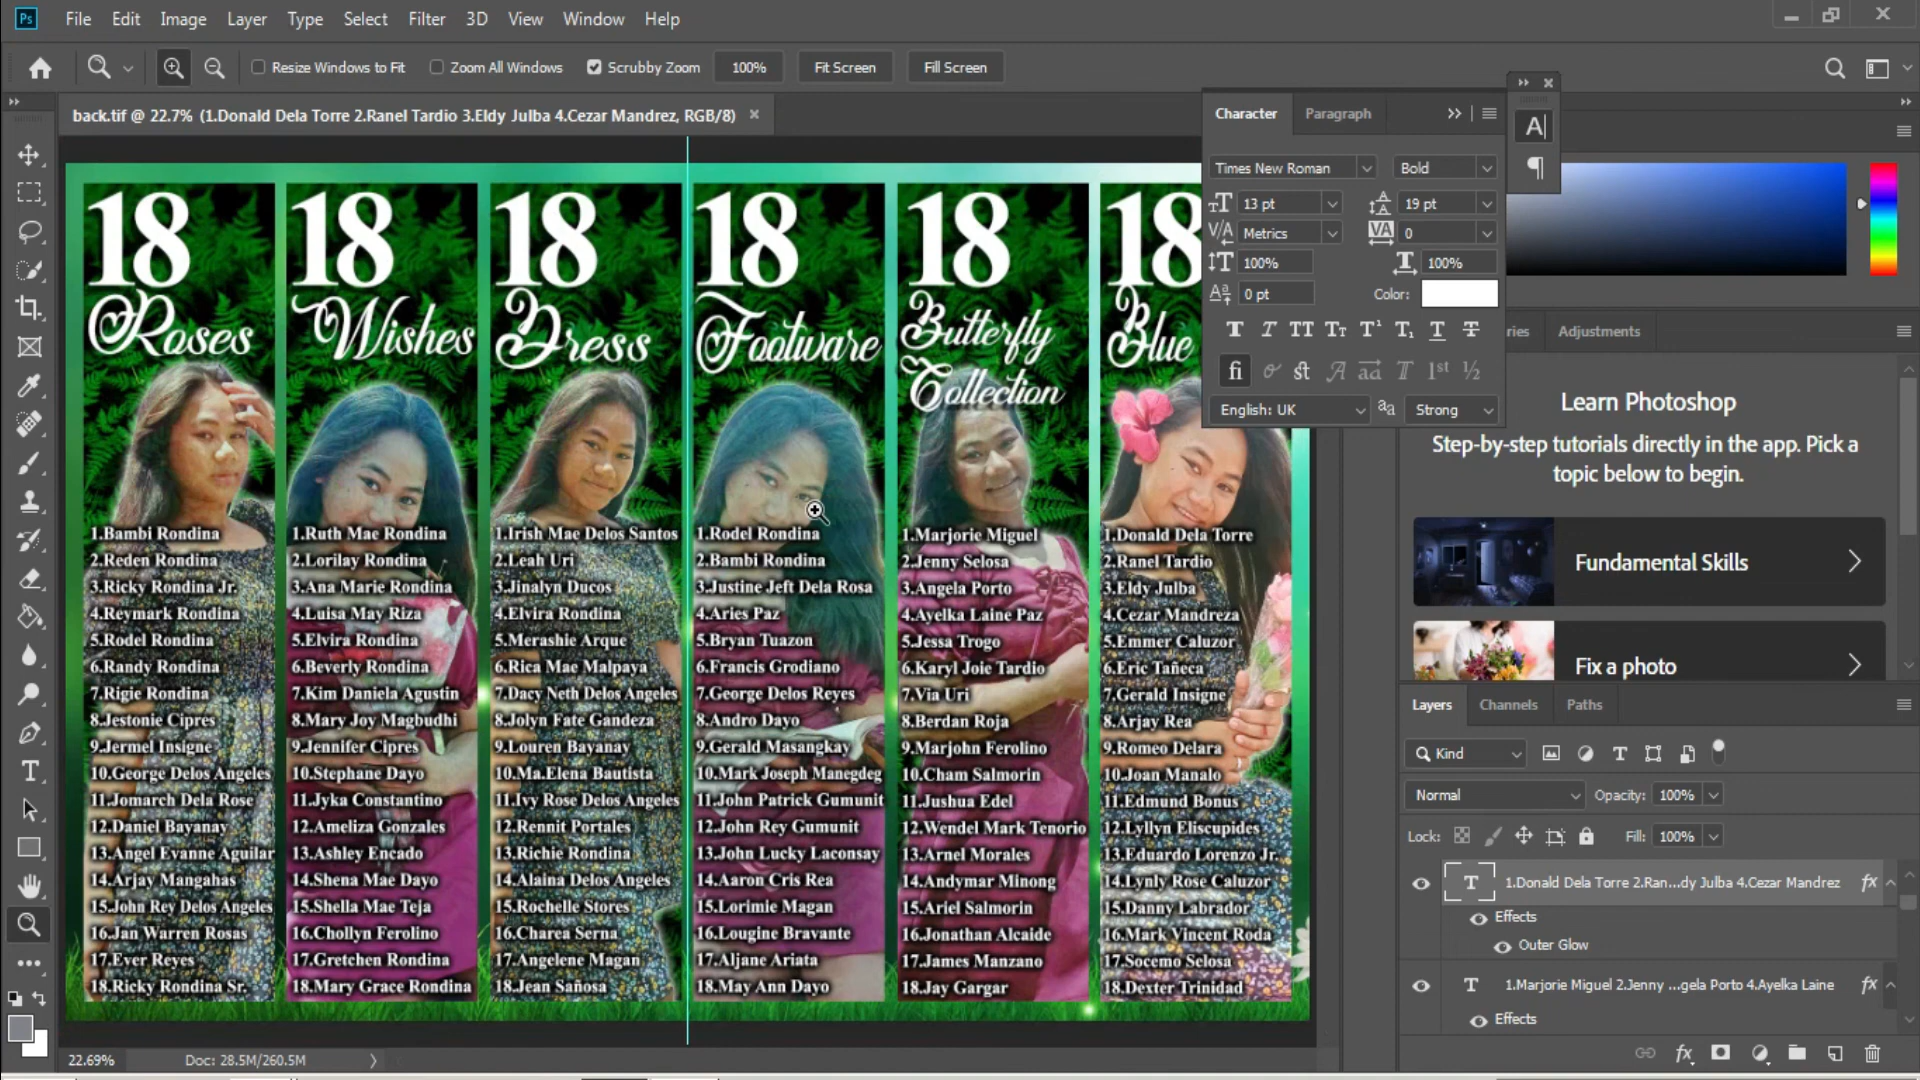 Ps File Edit Image Layer Type Select Filter 3D View Window Help
Resize Windows to Fit Zoom All Windows Scrubby Zoom 100% Fit Screen Fill Screen
back.tif @ 22.7% (1.Donald Dela Torre 2.Ranel Tardio 3.Eldy Julba 4.Cezar Mandrez, RGB/8)
18
Roses
1.Bambi Rondina
2.Reden Rondina
3.Ricky Rondina Jr.
4.Reymark Rondina
5.Rodel Rondina
6.Randy Rondina
7.Rigie Rondina
8.Jestonie Cipres
9.Jermel Insigne
10.George Delos Angeles
11.Jomarch Dela Rose
12.Daniel Bayanay
13.Angel Evanne Aguilar
14.Arjay Mangahas
15.John Rey Delos Angeles
16.Jan Warren Rosas
17.Ever Reyes
18.Ricky Rondina Sr.
18
Wishes
1.Ruth Mae Rondina
2.Lorilay Rondina
3.Ana Marie Rondina
4.Luisa May Riza
5.Elvira Rondina
6.Beverly Rondina
7.Kim Daniela Agustin
8.Mary Joy Magbudhi
9.Jennifer Cipres
10.Stephane Dayo
11.Jyka Constantino
12.Ameliza Gonzales
13.Ashley Encado
14.Shena Mae Dayo
15.Shella Mae Teja
16.Chollyn Ferolino
17.Gretchen Rondina
18.Mary Grace Rondina
18
Dress
1.Irish Mae Delos Santos
2.Leah Uri
3.Jinalyn Ducos
4.Elvira Rondina
5.Merashie Arque
6.Rica Mae Malpaya
7.Dacy Neth Delos Angeles
8.Jolyn Fate Gandeza
9.Louren Bayanay
10.Ma.Elena Bautista
11.Ivy Rose Delos Angeles
12.Rennit Portales
13.Richie Rondina
14.Alaina Delos Angeles
15.Rochelle Stores
16.Charea Serna
17.Angelene Magan
18.Jean Sañosa
18
Footware
1.Rodel Rondina
2.Bambi Rondina
3.Justine Jeft Dela Rosa
4.Aries Paz
5.Bryan Tuazon
6.Francis Grodiano
7.George Delos Reyes
8.Andro Dayo
9.Gerald Masangkay
10.Mark Joseph Manegdeg
11.John Patrick Gumunit
12.John Rey Gumunit
13.John Lucky Laconsay
14.Aaron Cris Rea
15.Lorimie Magan
16.Lougine Bravante
17.Aljane Ariata
18.May Ann Dayo
18
Butterfly
Collection
1.Marjorie Miguel
2.Jenny Selosa
3.Angela Porto
4.Ayelka Laine Paz
5.Jessa Trogo
6.Karyl Joie Tardio
7.Via Uri
8.Berdan Roja
9.Marjohn Ferolino
10.Cham Salmorin
11.Jushua Edel
12.Wendel Mark Tenorio
13.Arnel Morales
14.Andymar Minong
15.Ariel Salmorin
16.Jonathan Alcaide
17.James Manzano
18.Jay Gargar
18
Blue
1.Donald Dela Torre
2.Ranel Tardio
3.Eldy Julba
4.Cezar Mandreza
5.Emmer Caluzor
6.Eric Tañeca
7.Gerald Insigne
8.Arjay Rea
9.Romeo Delara
10.Joan Manalo
11.Edmund Bonus
12.Lyllyn Eliscupides
13.Eduardo Lorenzo Jr.
14.Lynly Rose Caluzor
15.Danny Labrador
16.Mark Vincent Roda
17.Socemo Selosa
18.Dexter Trinidad
Character Paragraph
Times New Roman Bold
13 pt 19 pt
Metrics 0
100% 100%
0 pt Color:
English: UK aa Strong
ries Adjustments
Learn Photoshop
Step-by-step tutorials directly in the app. Pick a
topic below to begin.
Fundamental Skills
Fix a photo
Layers Channels Paths
Kind
Normal Opacity: 100%
Lock: Fill: 100%
T 1.Donald Dela Torre 2.Ran...dy Julba 4.Cezar Mandrez fx
Effects
Outer Glow
T 1.Marjorie Miguel 2.Jenny ...gela Porto 4.Ayelka Laine fx
Effects
22.69% Doc: 28.5M/260.5M